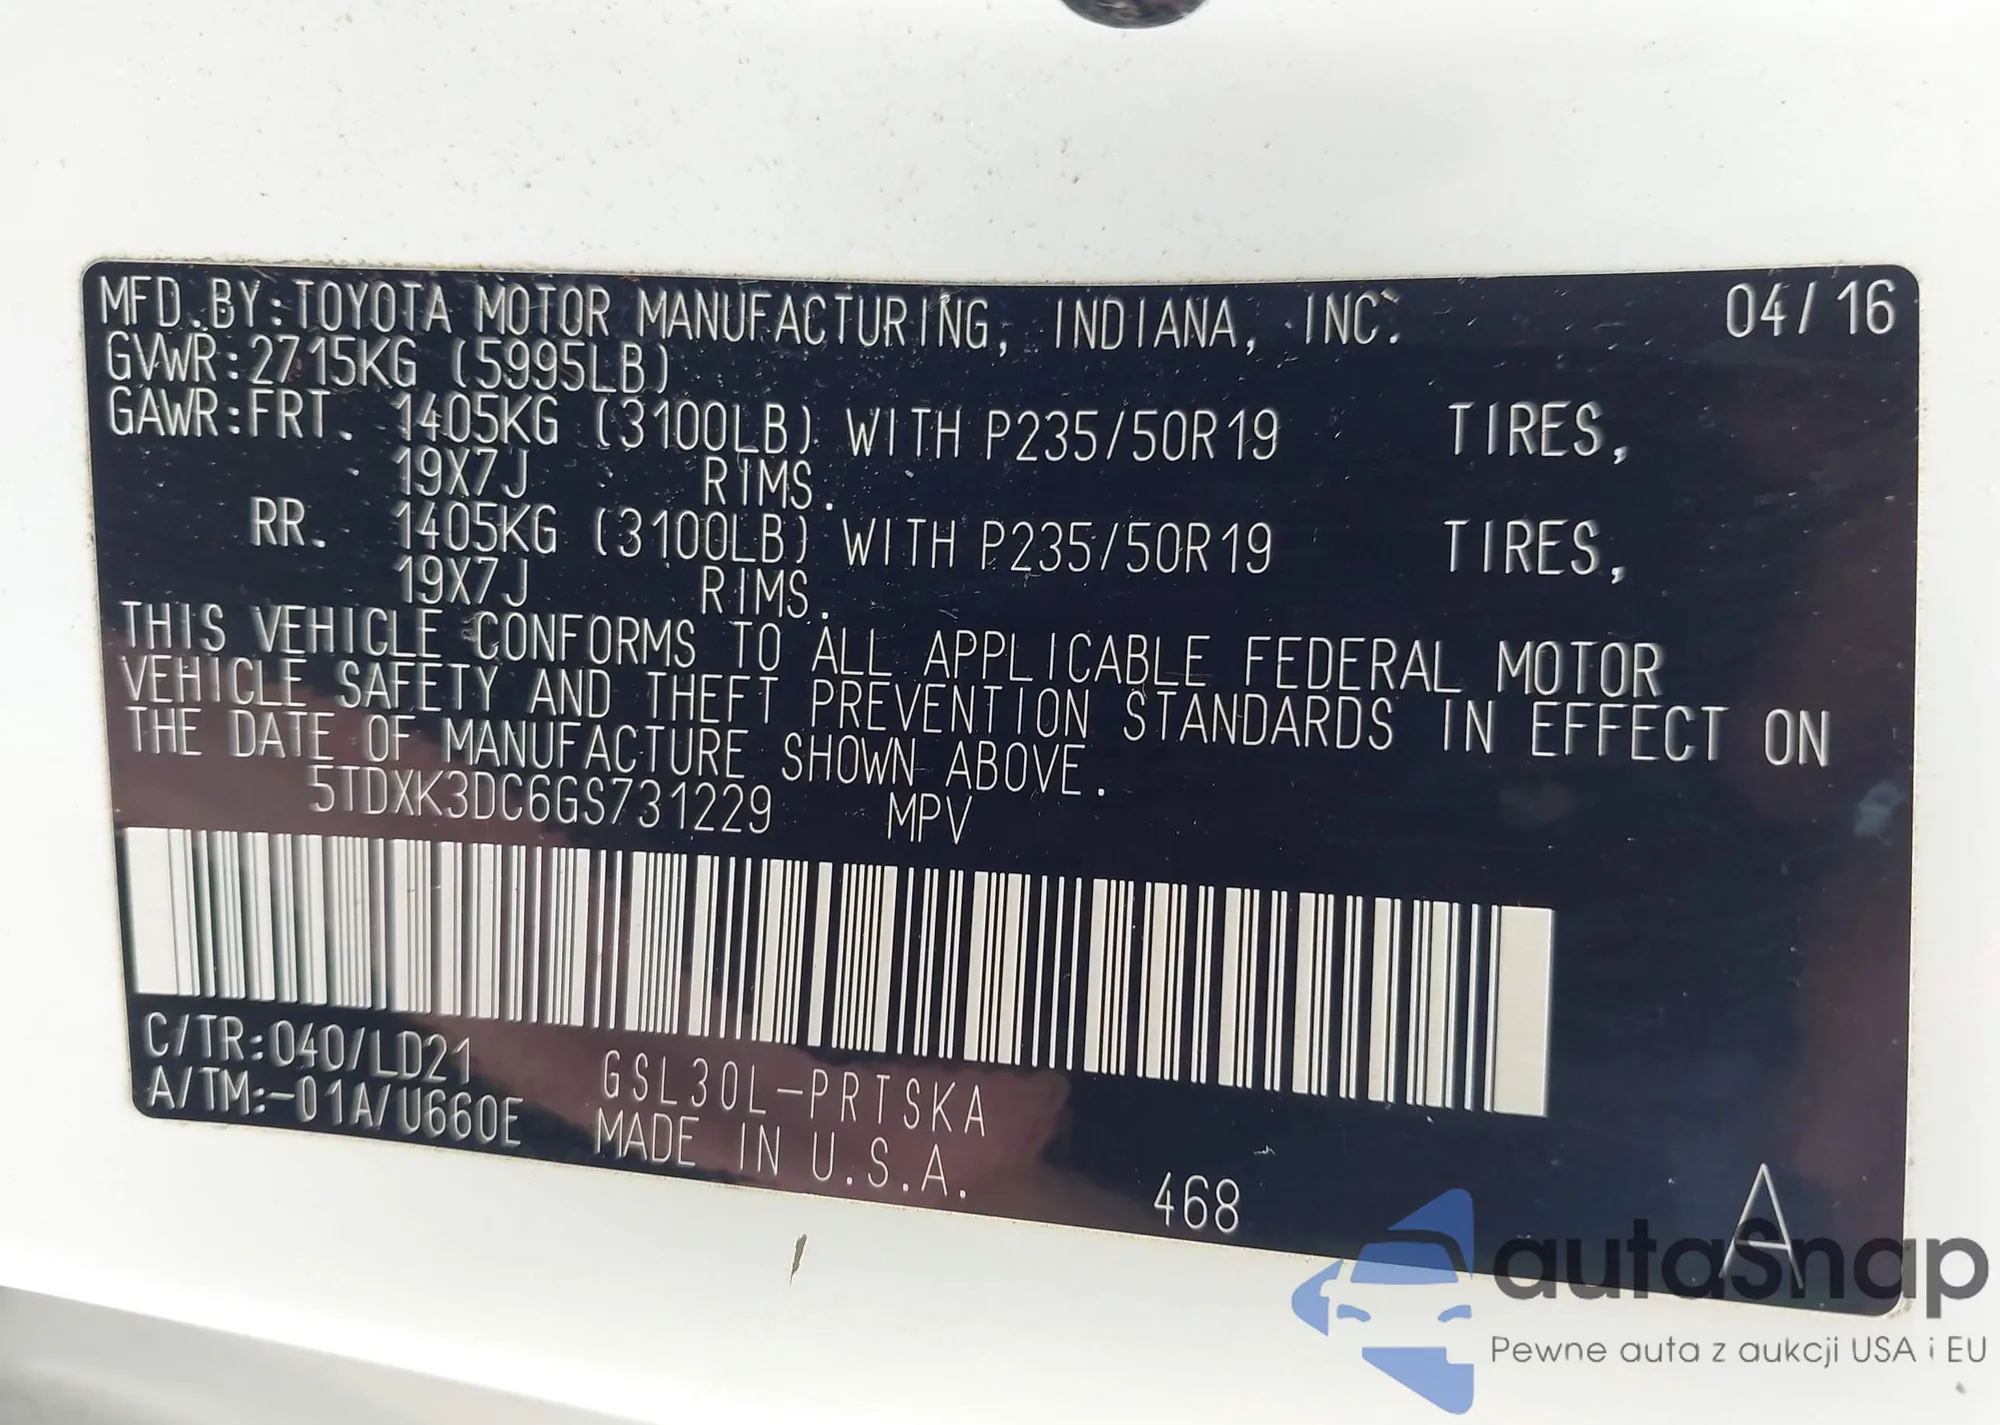 MFD.BY:TOYOTA MOTOR MANUFACTURING, INDIANA, INC. 04/16
GVWR:2715KG (5995LB)
GAWR:FRT. 1405KG (3100LB) WITH P235/50R19 TIRES,
19X7J RIMS.
RR. 1405KG (3100LB) WITH P235/50R19 TIRES,
19X7J RIMS.
THIS VEHICLE CONFORMS TO ALL APPLICABLE FEDERAL MOTOR
VEHICLE SAFETY AND THEFT PREVENTION STANDARDS IN EFFECT ON
THE DATE OF MANUFACTURE SHOWN ABOVE.
5TDXK3DC6GS731229 MPV
C/TR:040/LD21 GSL30L-PRTSKA
A/TM:-01A/U660E MADE IN U.S.A.
468 A
autaSnap
Pewne auta z aukcji USA i EU